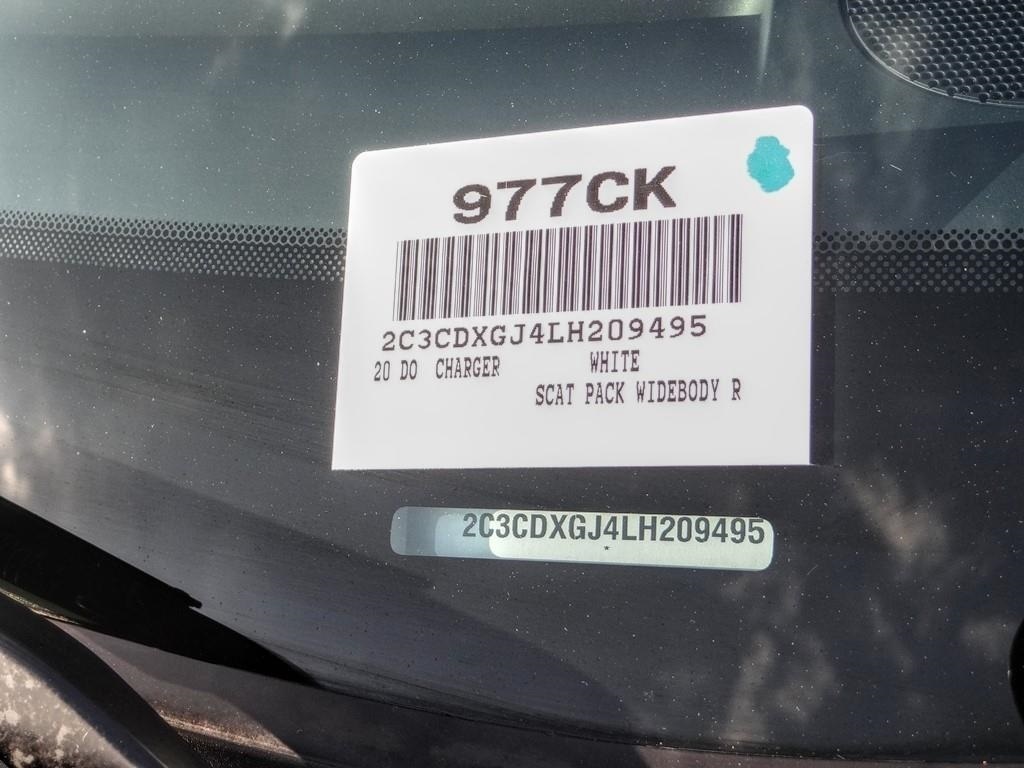 977CK
2C3CDXGJ4LH209495
20 DO CHARGER WHITE
SCAT PACK WIDEBODY R
2C3CDXGJ4LH209495
*